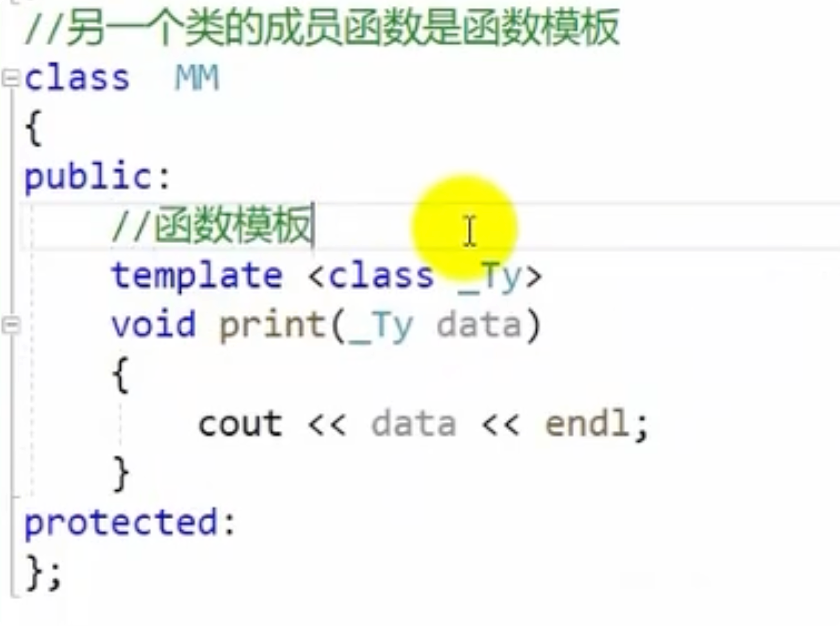 //另一个类的成员函数是函数模板
class  MM
{
public:
    //函数模板
    template <class _Ty>
    void print(_Ty data)
    {
        cout << data << endl;
    }
protected:
};